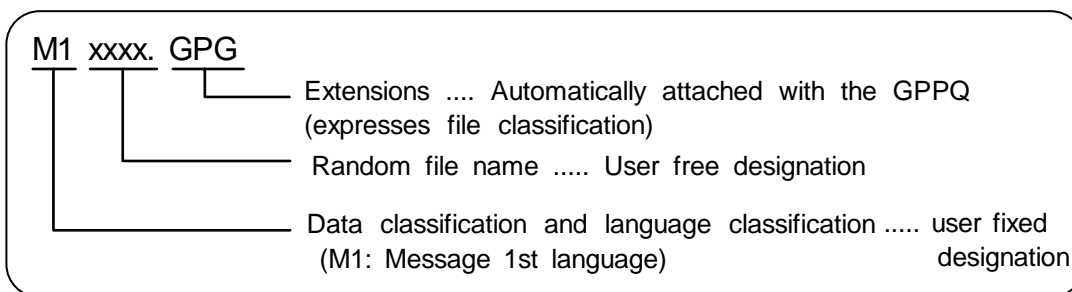 M1 xxxx. GPG
Extensions .... Automatically attached with the GPPQ
(expresses file classification)
Random file name ..... User free designation
Data classification and language classification ..... user fixed
(M1: Message 1st language) designation